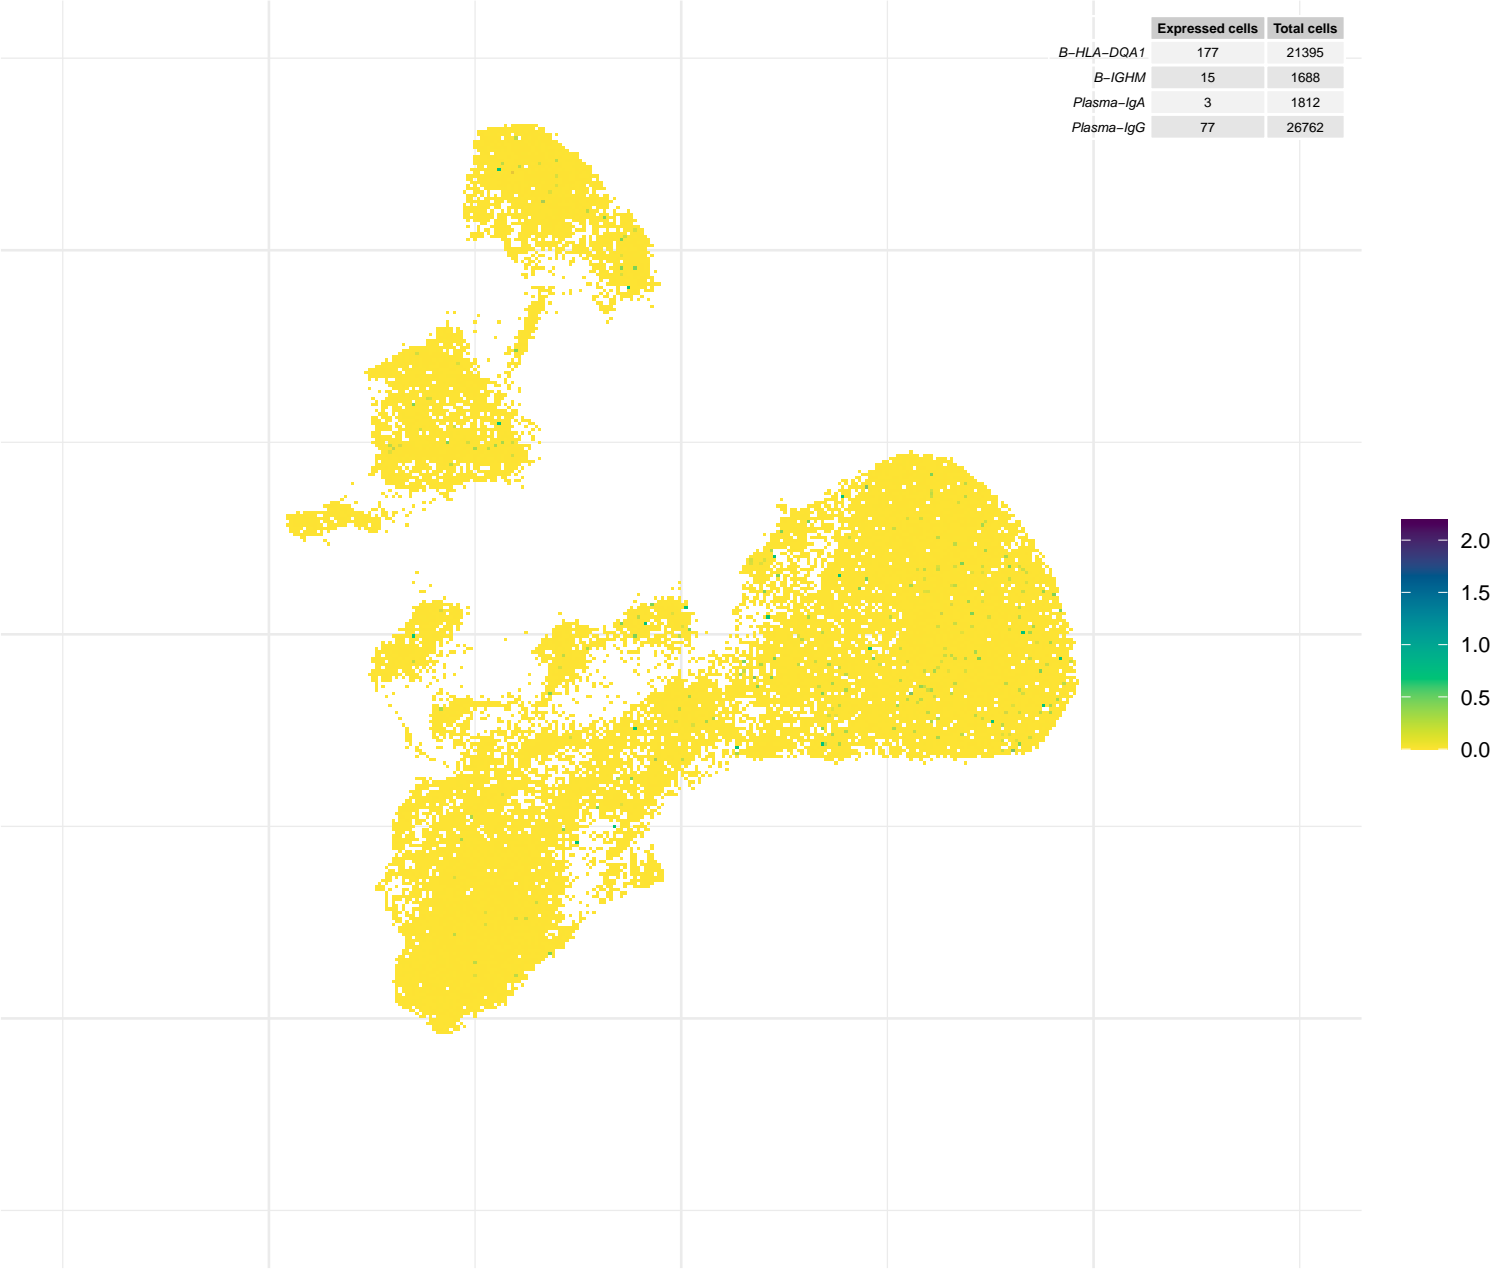 Expressed cells Total cells
B−HLA−DQA1 177 21395
B−IGHM 15 1688
Plasma−IgA 3 1812
Plasma−IgG 77 26762
2.0
1.5
1.0
0.5
0.0